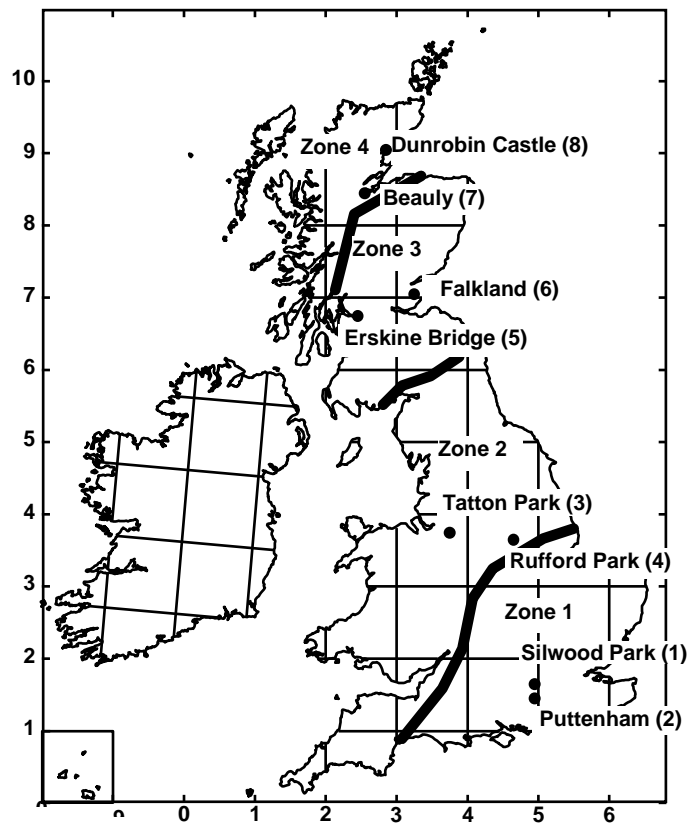 10
Zone 4 Dunrobin Castle (8)
9
Beauly (7)
8
Zone 3
7
Falkland (6)
Erskine Bridge (5)
6
5
Zone 2
Tatton Park (3)
4
Rufford Park (4)
3
Zone 1
Silwood Park (1)
2
Puttenham (2)
1
0 1 2 3 4 5 6